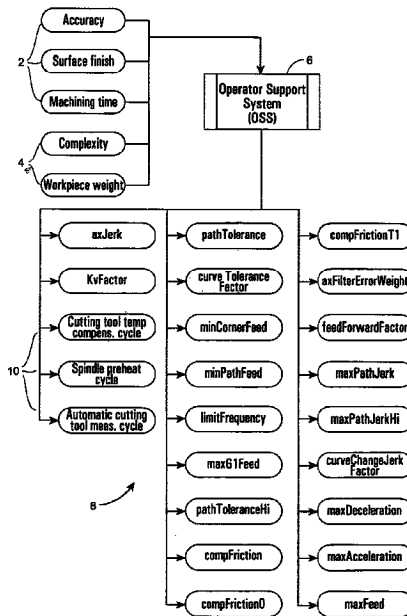 Accuracy
Surface finish
Machining time
Complexity
Workpiece weight
2
4
6
Operator Support
System
(OSS)
axJerk
KvFactor
Cutting tool temp
compens. cycle
Spindle preheat
cycle
Automatic cutting
tool meas. cycle
10
8
pathTolerance
curve Tolerance
Factor
minCornerFeed
minPathFeed
limitFrequency
maxG1Feed
pathToleranceHi
compFriction
compFriction0
compFrictionT1
axFilterErrorWeight
feedForwardFactor
maxPathJerk
maxPathJerkHi
curveChangeJerk
Factor
maxDeceleration
maxAcceleration
maxFeed